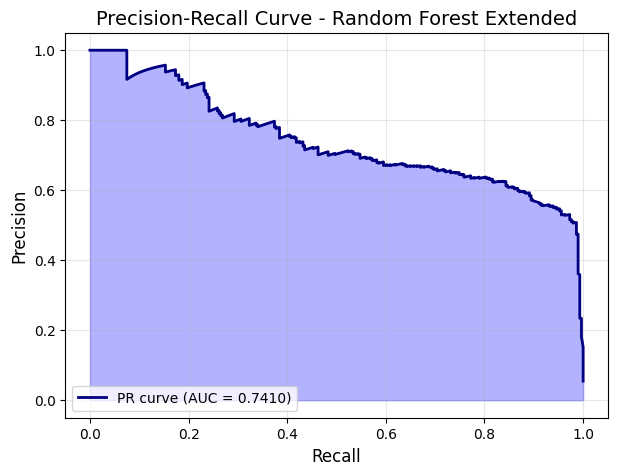 Precision-Recall Curve - Random Forest Extended
Precision
1.0
0.8
0.6
0.4
0.2
0.0
PR curve (AUC = 0.7410)
0.0 0.2 0.4 0.6 0.8 1.0
Recall